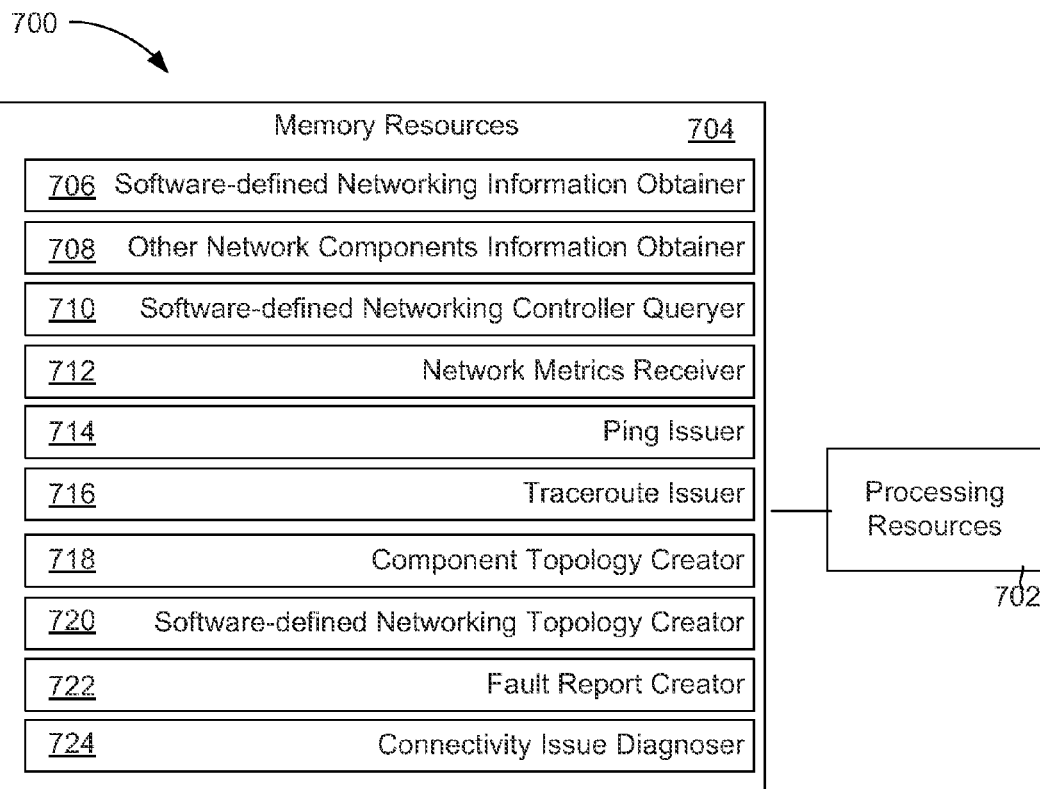 700
Memory Resources 704
706 Software-defined Networking Information Obtainer
708 Other Network Components Information Obtainer
710 Software-defined Networking Controller Queryer
712 Network Metrics Receiver
714 Ping Issuer
716 Traceroute Issuer
718 Component Topology Creator
720 Software-defined Networking Topology Creator
722 Fault Report Creator
724 Connectivity Issue Diagnoser
Processing
Resources
702